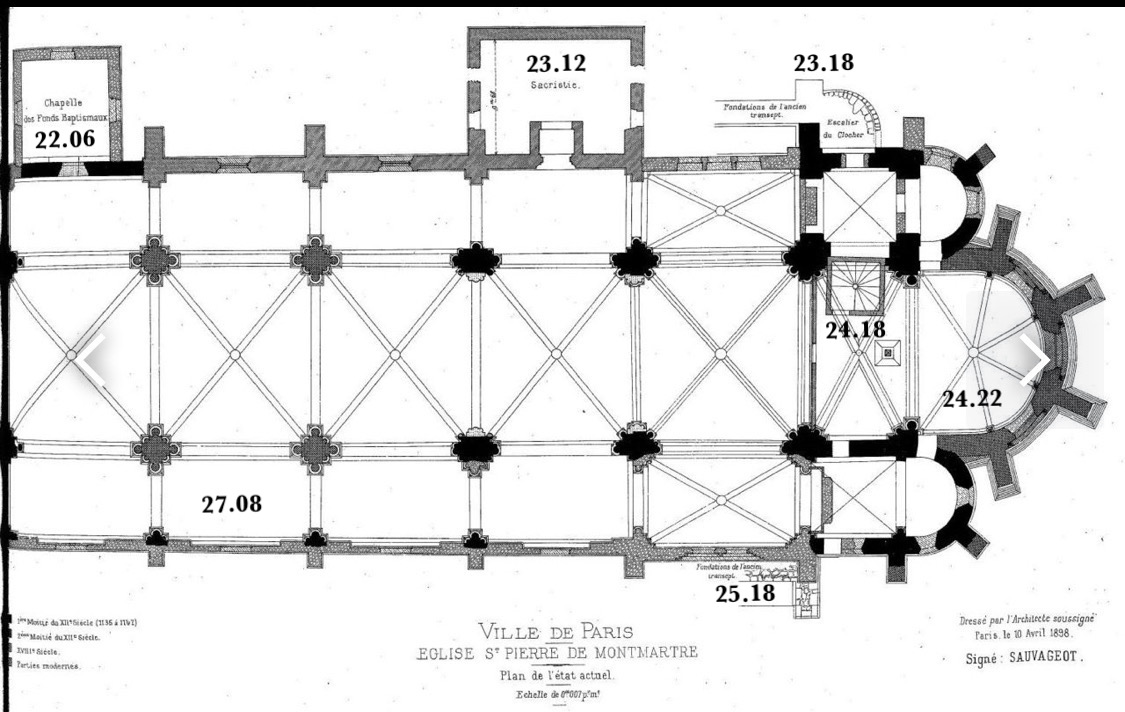 23.12
Sacristie.
23.18
Fondations de l'ancien
transept.
Escalier
du Clocher
Chapelle
des Fonds Baptismaux
22.06
24.18
24.22
27.08
Fondations de l'ancien
transept.
25.18
1ère Moitié du XIIe Siècle (1136 à 1147)
2ème Moitié du XIIe Siècle.
XVIIIe Siècle.
Parties modernes.
VILLE DE PARIS
EGLISE ST PIERRE DE MONTMARTRE
Plan de l'état actuel.
Echelle de 0m007 p. m!
Dressé par l'Architecte soussigné
Paris. le 10 Avril 1898.
Signé: SAUVAGEOT.